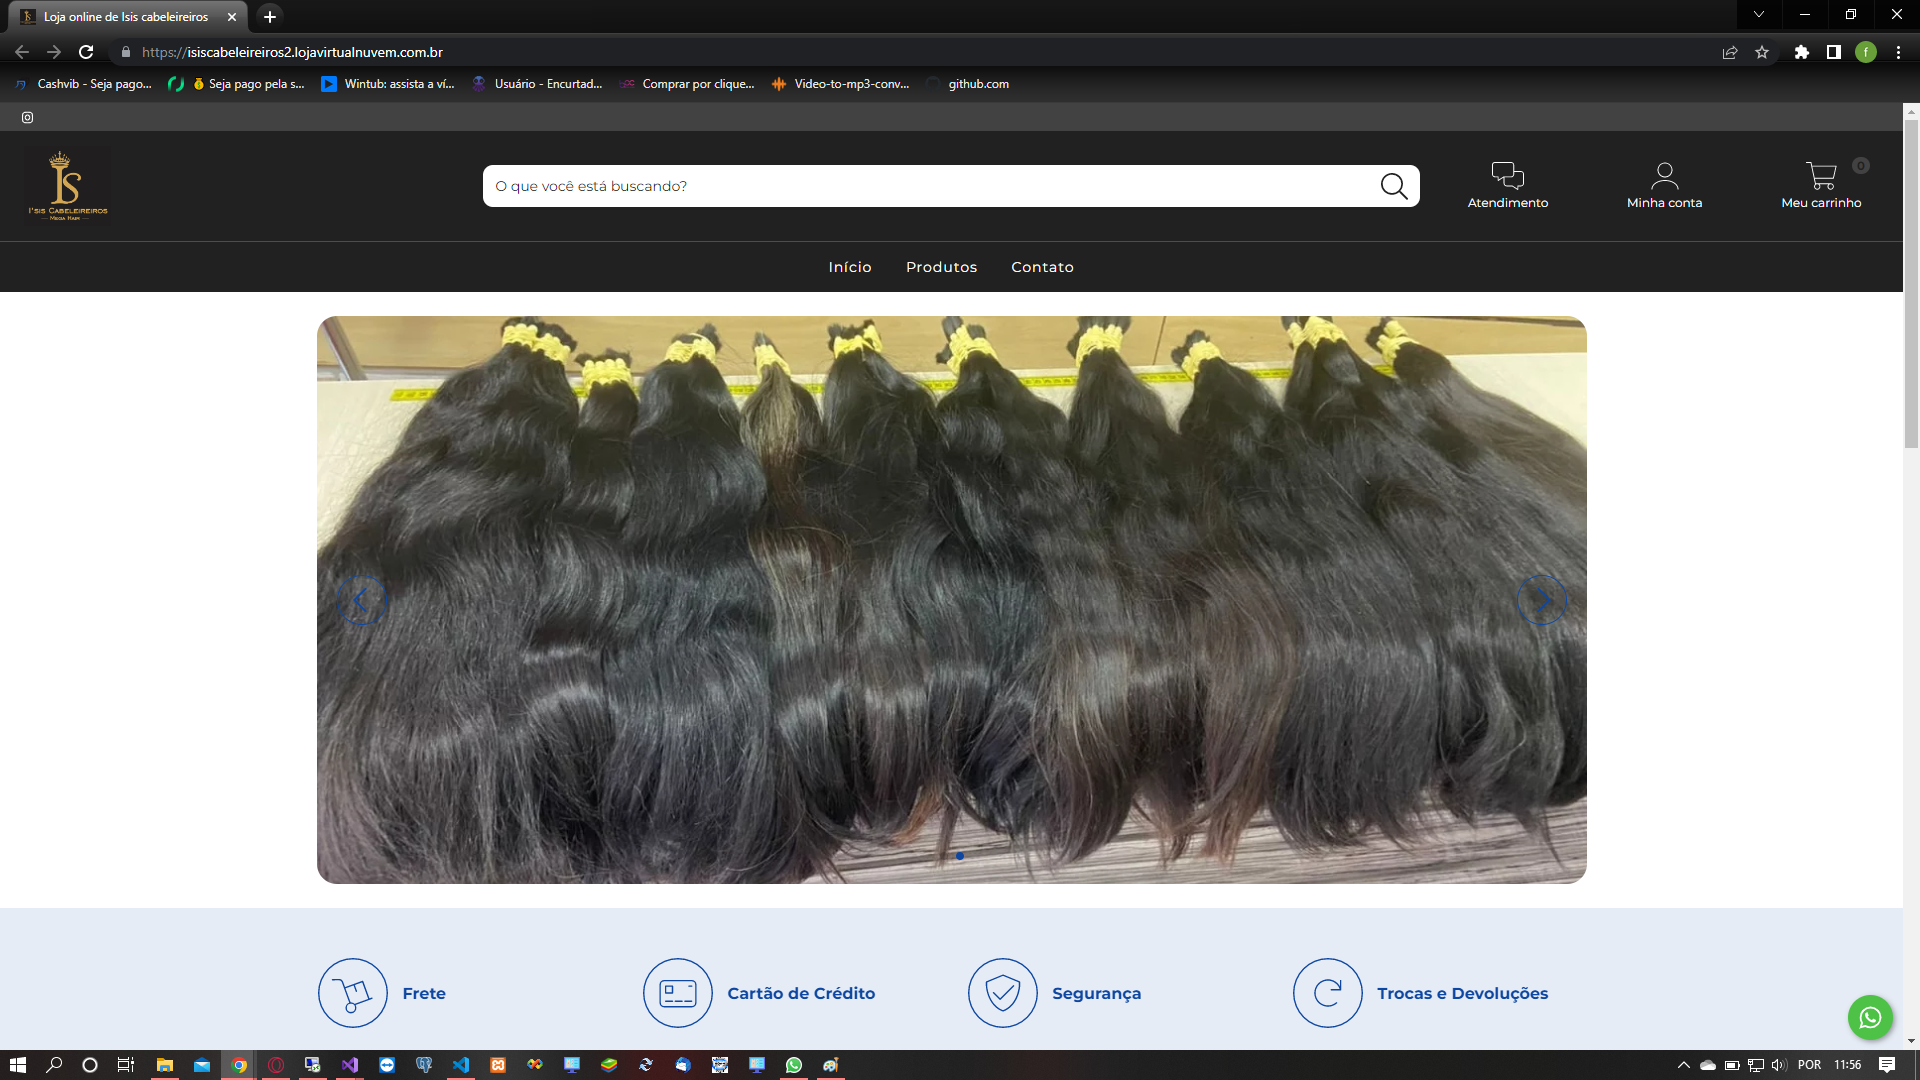 Loja online de Isis cabeleireiros
https://isiscabeleireiros2.lojavirtualnuvem.com.br
f
Cashvib - Seja pago...
Seja pago pela s...
Wintub: assista a ví...
Usuário - Encurtad...
Comprar por clique...
Video-to-mp3-conv...
github.com
IS
I'SIS CABELEIREIROS
MEGA HAIR
O que você está buscando?
Atendimento
Minha conta
0
Meu carrinho
Início
Produtos
Contato
Frete
Cartão de Crédito
Segurança
Trocas e Devoluções
POR
11:56